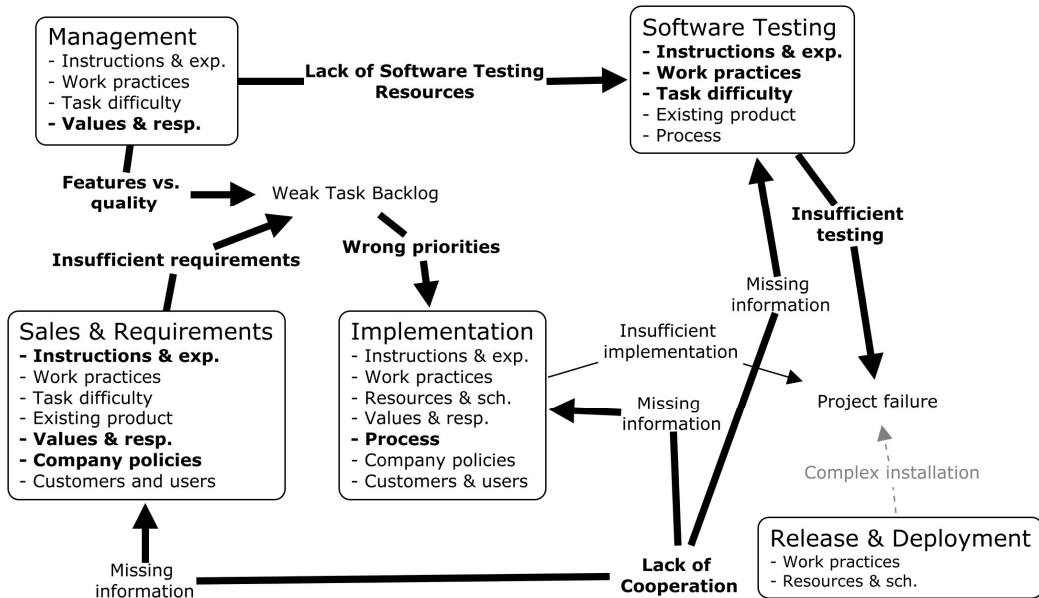 Management
- Instructions & exp.
- Work practices
- Task difficulty
- Values & resp.
Lack of Software Testing
Resources
Software Testing
- Instructions & exp.
- Work practices
- Task difficulty
- Existing product
- Process
Features vs.
quality
Weak Task Backlog
Insufficient requirements
Wrong priorities
Insufficient
testing
Missing
information
Sales & Requirements
- Instructions & exp.
- Work practices
- Task difficulty
- Existing product
- Values & resp.
- Company policies
- Customers and users
Implementation
- Instructions & exp.
- Work practices
- Resources & sch.
- Values & resp.
- Process
- Company policies
- Customers & users
Insufficient
implementation
Missing
information
Project failure
Complex installation
Release & Deployment
- Work practices
- Resources & sch.
Missing
information
Lack of
Cooperation